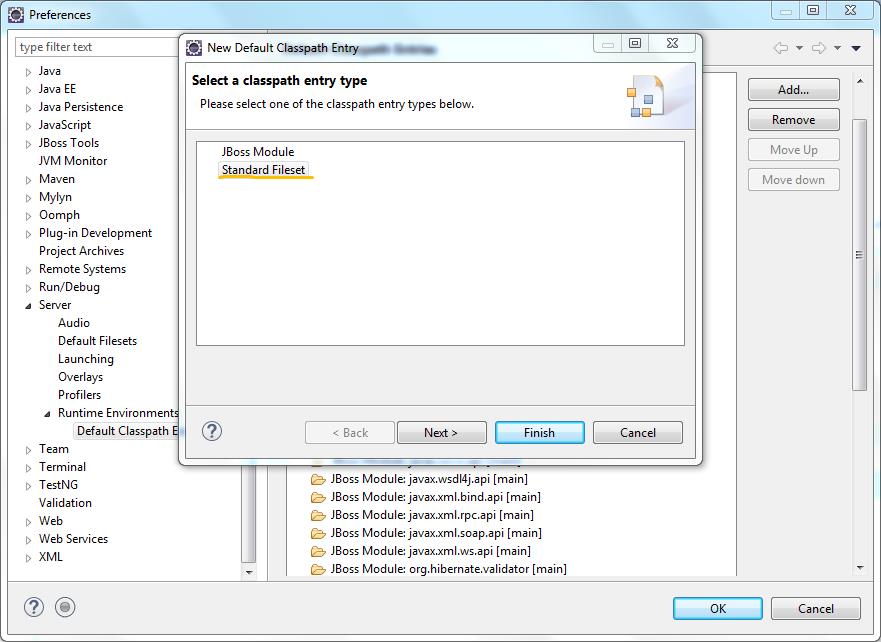 Preferences
type filter text
Java
Java EE
Java Persistence
JavaScript
JBoss Tools
JVM Monitor
Maven
Mylyn
Oomph
Plug-in Development
Project Archives
Remote Systems
Run/Debug
Server
Audio
Default Filesets
Launching
Overlays
Profilers
Runtime Environments
Default Classpath E
Team
Terminal
TestNG
Validation
Web
Web Services
XML
New Default Classpath Entry
Select a classpath entry type
Please select one of the classpath entry types below.
JBoss Module
Standard Fileset
< Back
Next >
Finish
Cancel
Add...
Remove
Move Up
Move down
JBoss Module: javax.wsdl4j.api [main]
JBoss Module: javax.xml.bind.api [main]
JBoss Module: javax.xml.rpc.api [main]
JBoss Module: javax.xml.soap.api [main]
JBoss Module: javax.xml.ws.api [main]
JBoss Module: org.hibernate.validator [main]
OK
Cancel